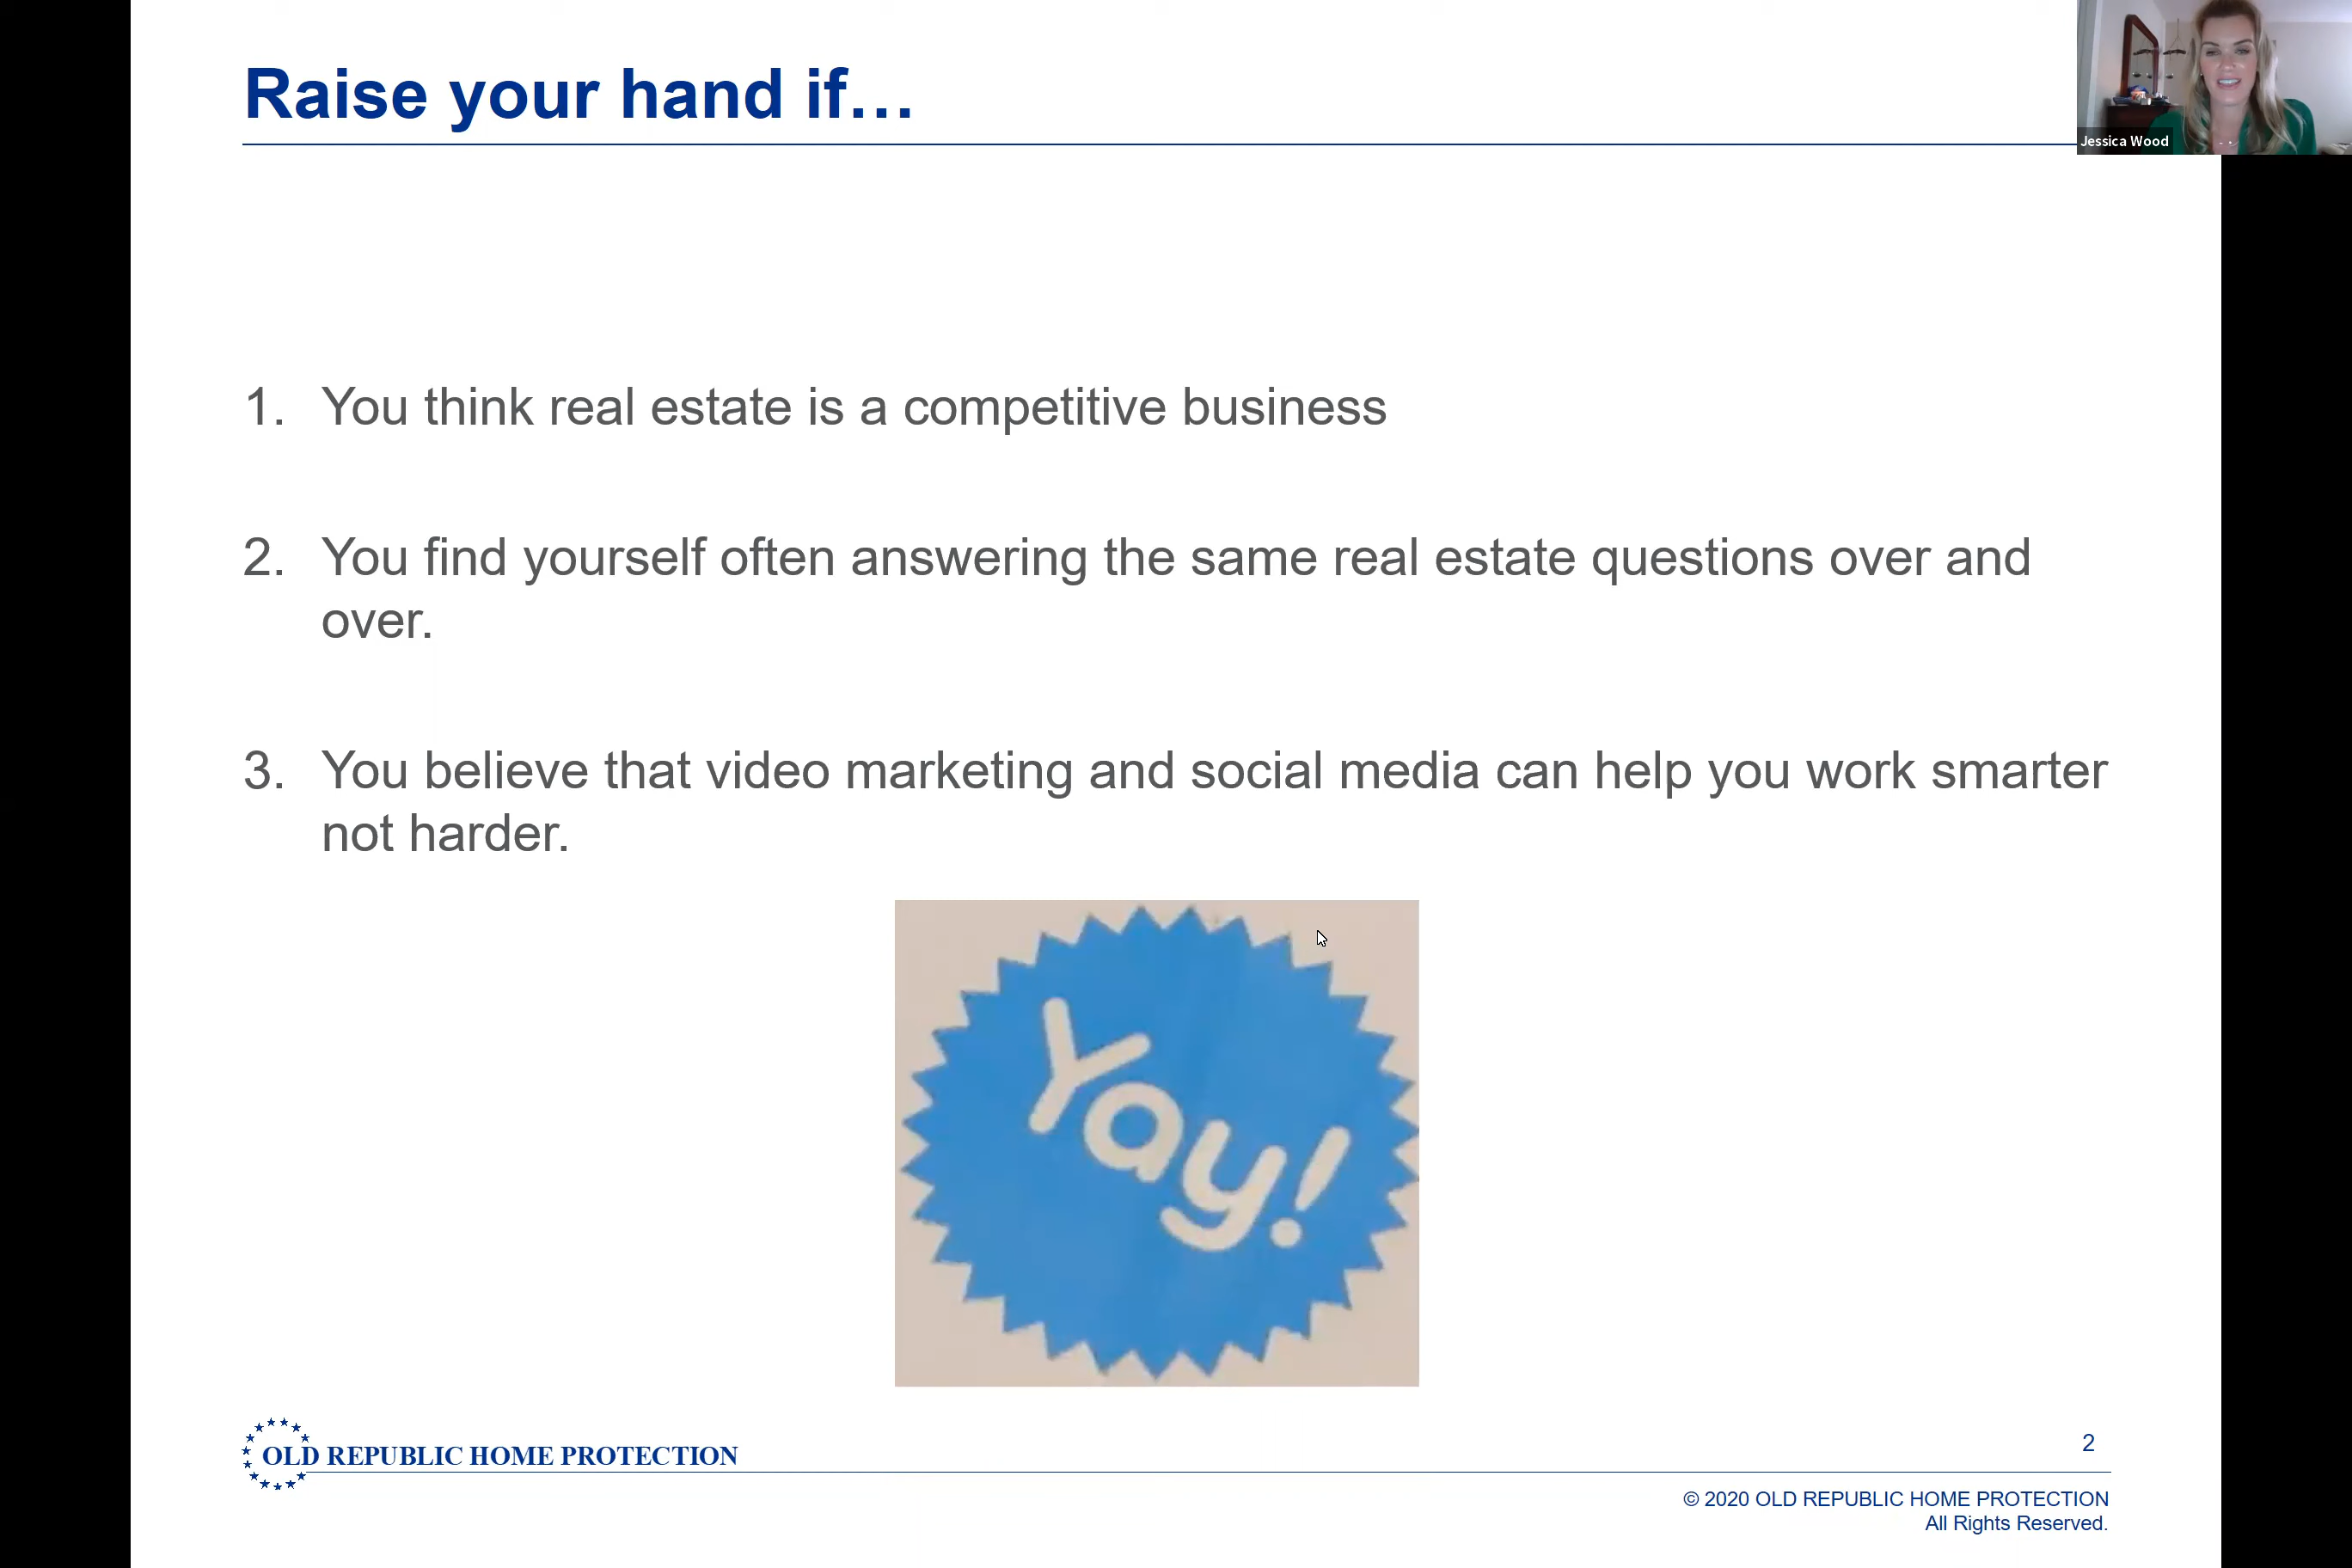 Raise your hand if…
Jessica Wood
1. You think real estate is a competitive business
2. You find yourself often answering the same real estate questions over and
over.
3. You believe that video marketing and social media can help you work smarter
not harder.
Yay!
OLD REPUBLIC HOME PROTECTION
2
© 2020 OLD REPUBLIC HOME PROTECTION
All Rights Reserved.